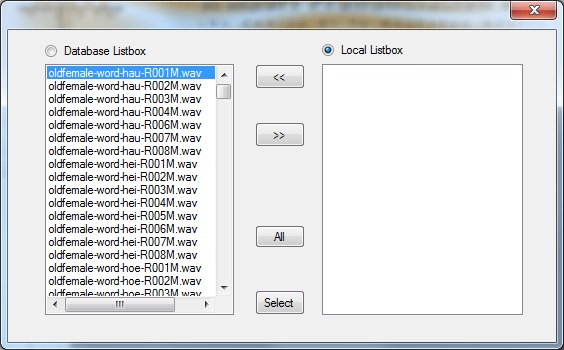 Database Listbox
Local Listbox
oldfemale-word-hau-R001M.wav
oldfemale-word-hau-R002M.wav
oldfemale-word-hau-R003M.wav
oldfemale-word-hau-R004M.wav
oldfemale-word-hau-R006M.wav
oldfemale-word-hau-R007M.wav
oldfemale-word-hau-R008M.wav
oldfemale-word-hei-R001M.wav
oldfemale-word-hei-R002M.wav
oldfemale-word-hei-R003M.wav
oldfemale-word-hei-R004M.wav
oldfemale-word-hei-R005M.wav
oldfemale-word-hei-R006M.wav
oldfemale-word-hei-R007M.wav
oldfemale-word-hei-R008M.wav
oldfemale-word-hoe-R001M.wav
oldfemale-word-hoe-R002M.wav
oldfemale-word-hoe-R003M.wav
<<
>>
All
Select